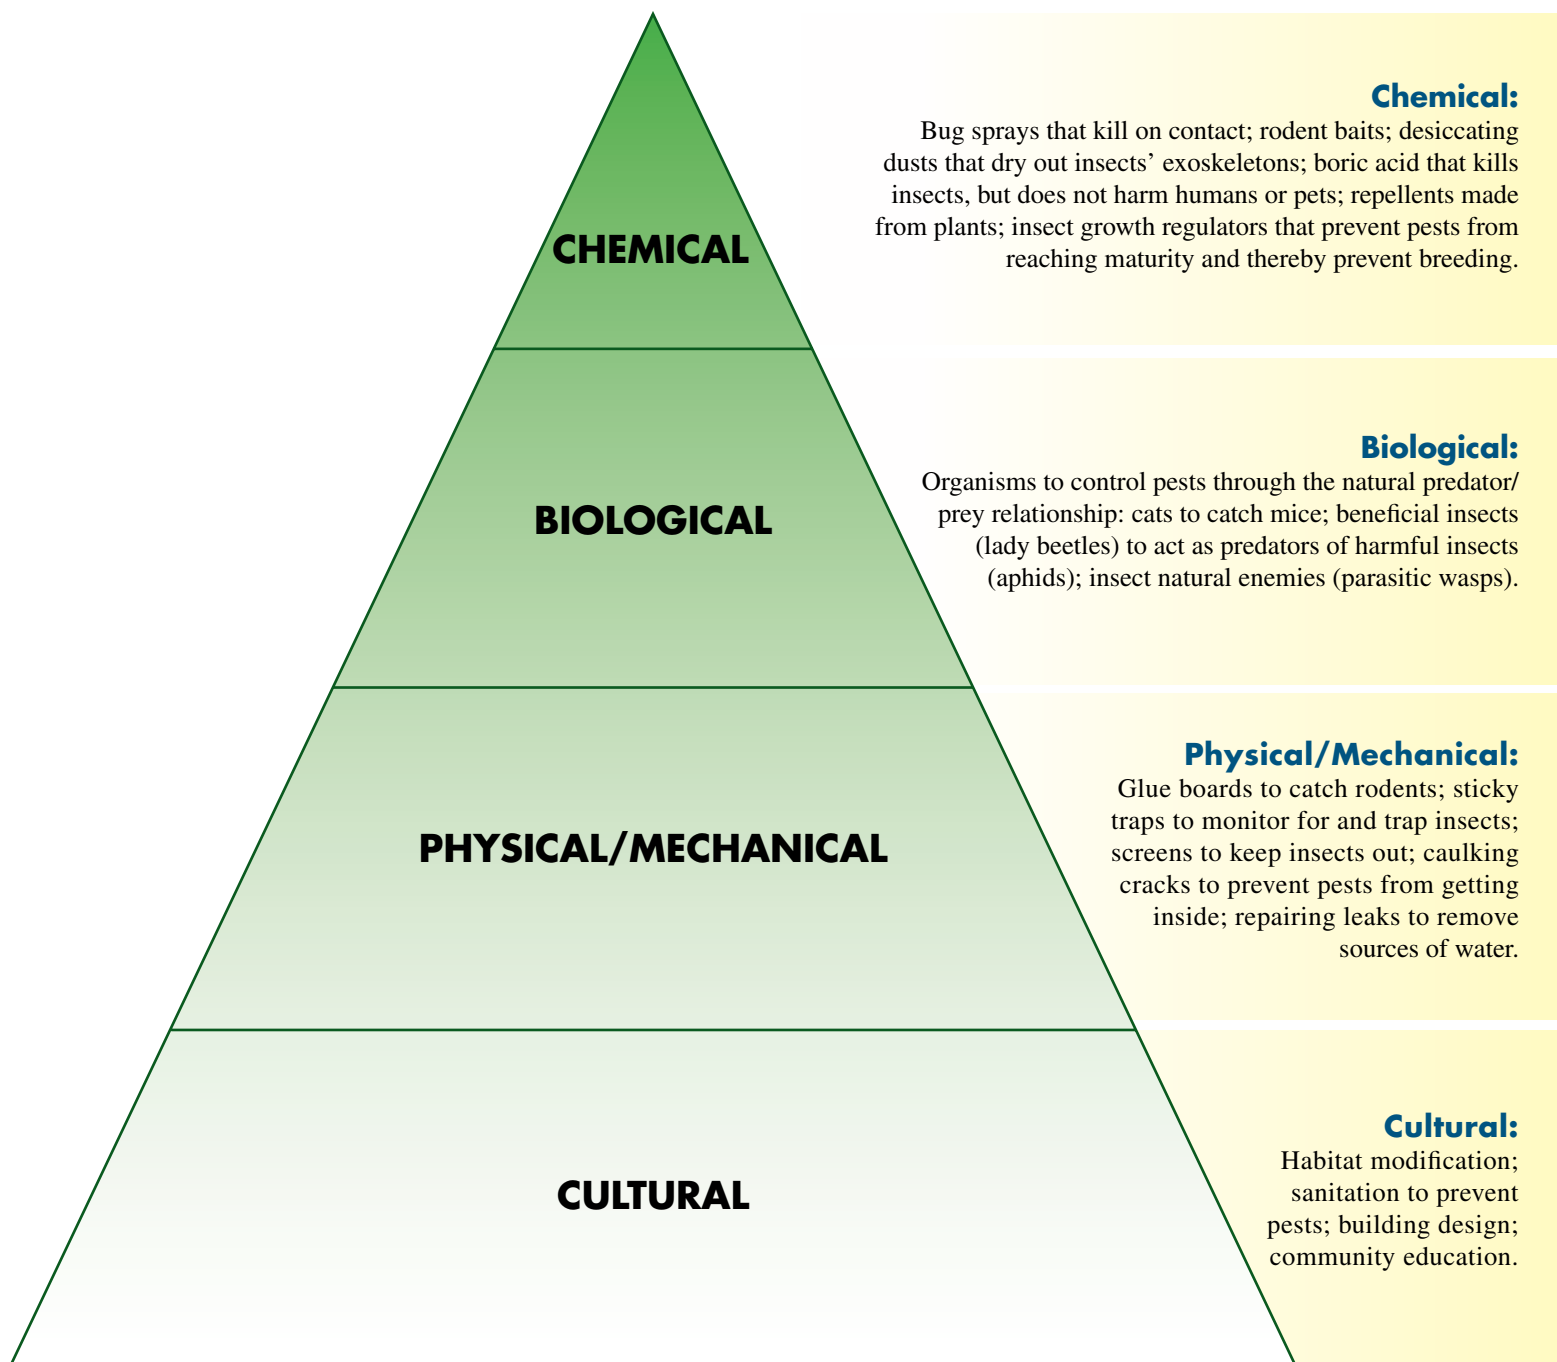 Chemical:
Bug sprays that kill on contact; rodent baits; desiccating
dusts that dry out insects’ exoskeletons; boric acid that kills
insects, but does not harm humans or pets; repellents made
from plants; insect growth regulators that prevent pests from
reaching maturity and thereby prevent breeding.
CHEMICAL
Biological:
Organisms to control pests through the natural predator/
prey relationship: cats to catch mice; beneficial insects
(lady beetles) to act as predators of harmful insects
(aphids); insect natural enemies (parasitic wasps).
BIOLOGICAL
Physical/Mechanical:
Glue boards to catch rodents; sticky
traps to monitor for and trap insects;
screens to keep insects out; caulking
cracks to prevent pests from getting
inside; repairing leaks to remove
sources of water.
PHYSICAL/MECHANICAL
Cultural:
Habitat modification;
sanitation to prevent
pests; building design;
community education.
CULTURAL